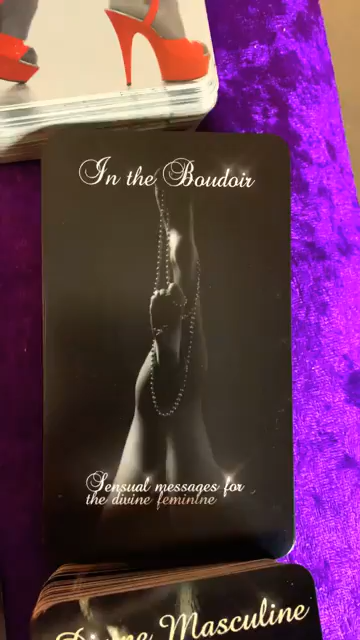 In the Boudoir
Sensual messages for
the divine feminine
Divine Masculine